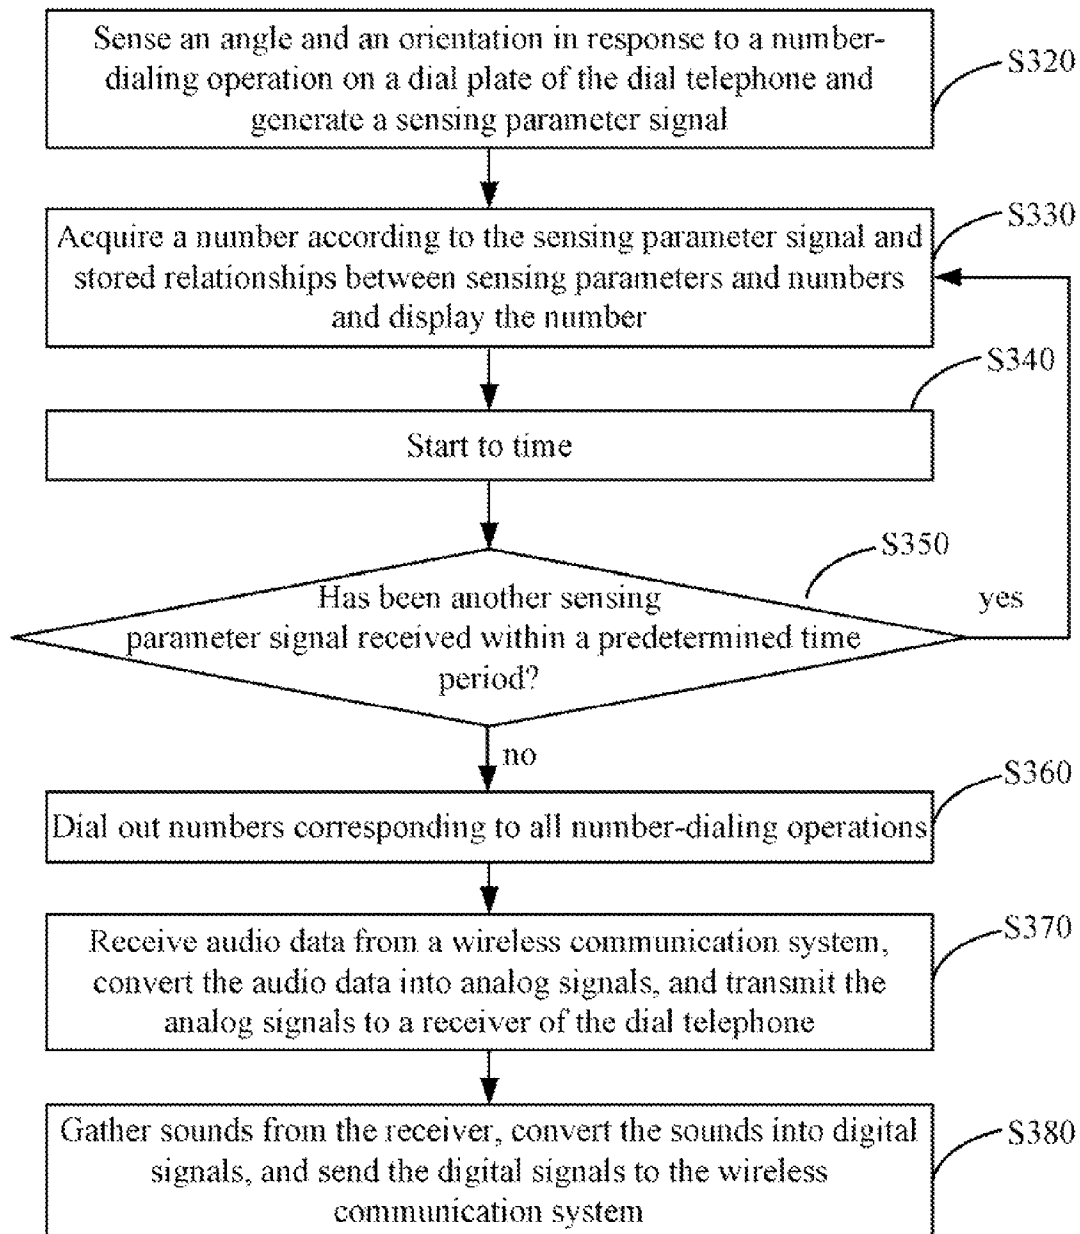 Sense an angle and an orientation in response to a number-
dialing operation on a dial plate of the dial telephone and
generate a sensing parameter signal
S320
Acquire a number according to the sensing parameter signal and
stored relationships between sensing parameters and numbers
and display the number
S330
Start to time
S340
Has been another sensing
parameter signal received within a predetermined time
period?
S350
yes
no
Dial out numbers corresponding to all number-dialing operations
S360
Receive audio data from a wireless communication system,
convert the audio data into analog signals, and transmit the
analog signals to a receiver of the dial telephone
S370
Gather sounds from the receiver, convert the sounds into digital
signals, and send the digital signals to the wireless
communication system
S380